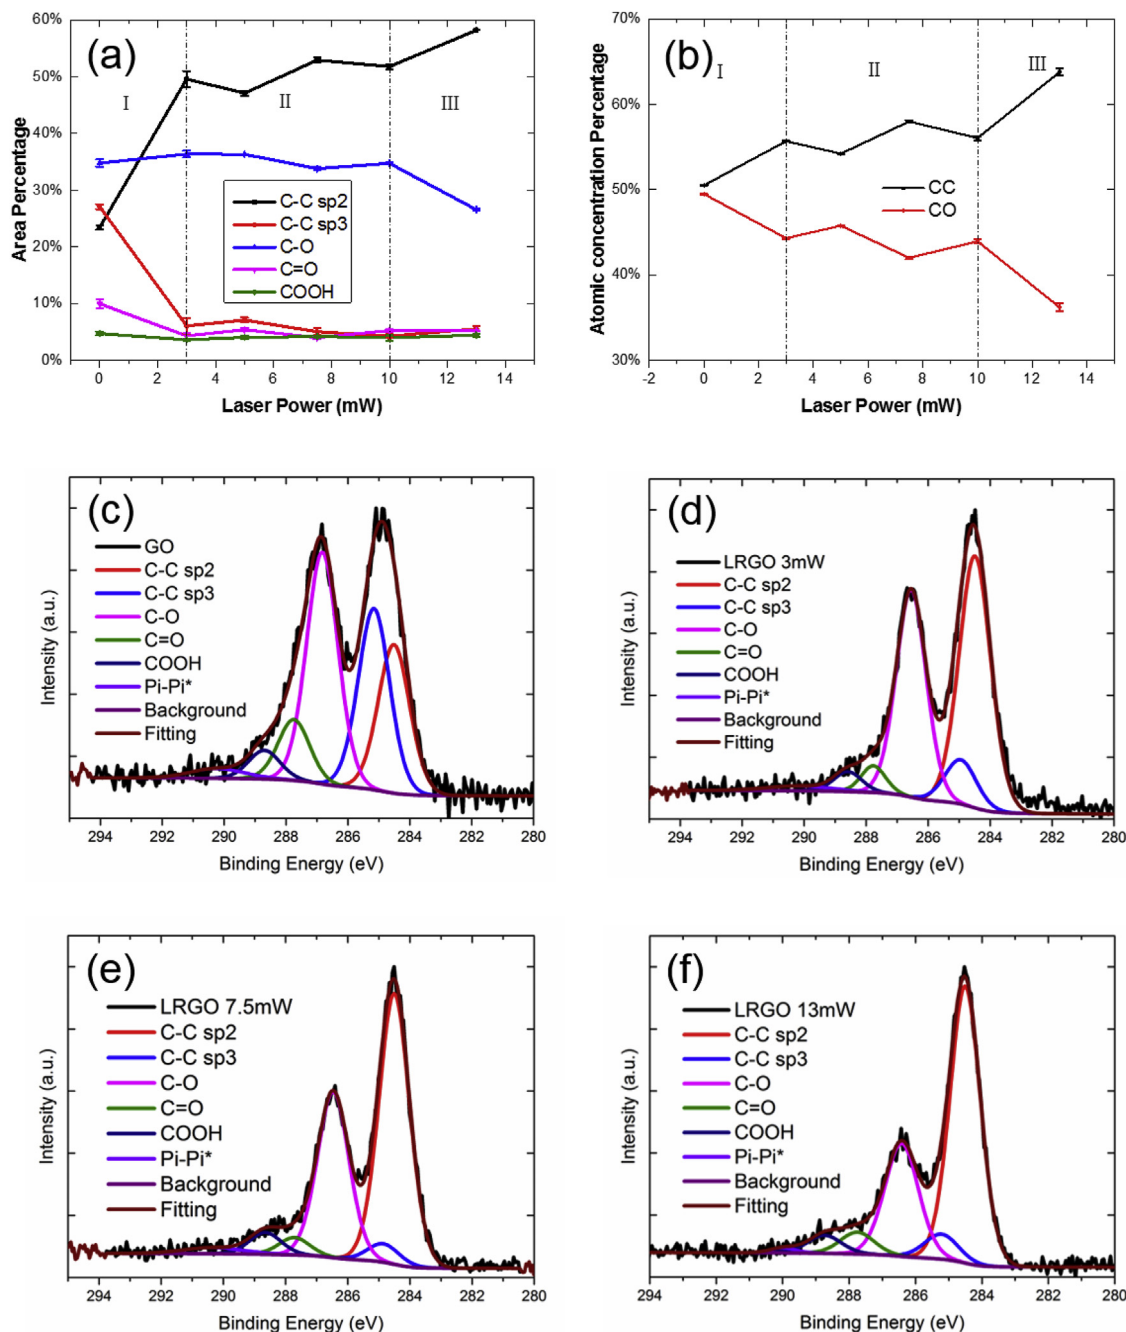 (a)
60%
50%
40%
30%
20%
10%
0%
Area Percentage
I
II
III
C-C sp2
C-C sp3
C-O
C=O
COOH
0 2 4 6 8 10 12 14
Laser Power (mW)
(b)
70%
60%
50%
40%
30%
Atomic concentration Percentage
I
II
III
CC
CO
-2 0 2 4 6 8 10 12 14
Laser Power (mW)
(c)
GO
C-C sp2
C-C sp3
C-O
C=O
COOH
Pi-Pi*
Background
Fitting
Intensity (a.u.)
294 292 290 288 286 284 282 280
Binding Energy (eV)
(d)
LRGO 3mW
C-C sp2
C-C sp3
C-O
C=O
COOH
Pi-Pi*
Background
Fitting
Intensity (a.u.)
294 292 290 288 286 284 282 280
Binding Energy (eV)
(e)
LRGO 7.5mW
C-C sp2
C-C sp3
C-O
C=O
COOH
Pi-Pi*
Background
Fitting
Intensity (a.u.)
294 292 290 288 286 284 282 280
Binding Energy (eV)
(f)
LRGO 13mW
C-C sp2
C-C sp3
C-O
C=O
COOH
Pi-Pi*
Background
Fitting
Intensity (a.u.)
294 292 290 288 286 284 282 280
Binding Energy (eV)